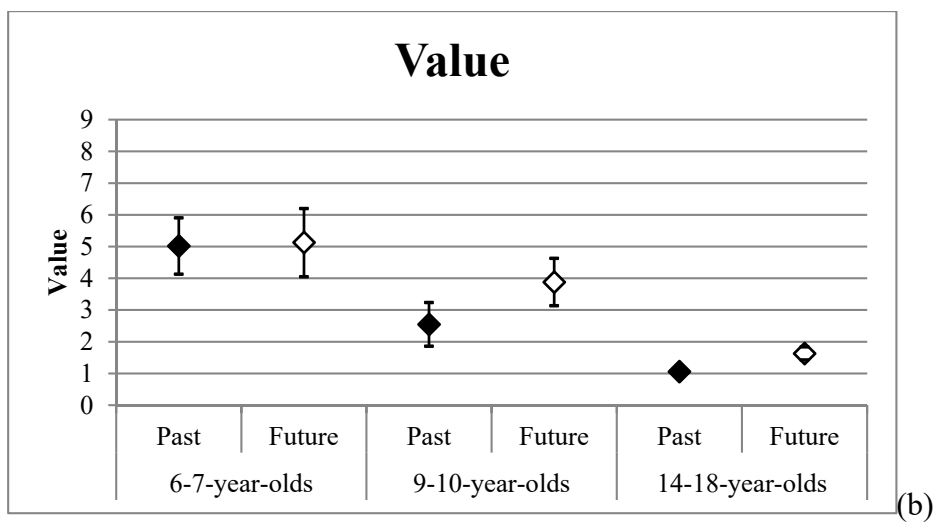 Value
9
8
7
6
5
4
3
2
1
0
Value
Past Future Past Future Past Future
6-7-year-olds 9-10-year-olds 14-18-year-olds
(b)